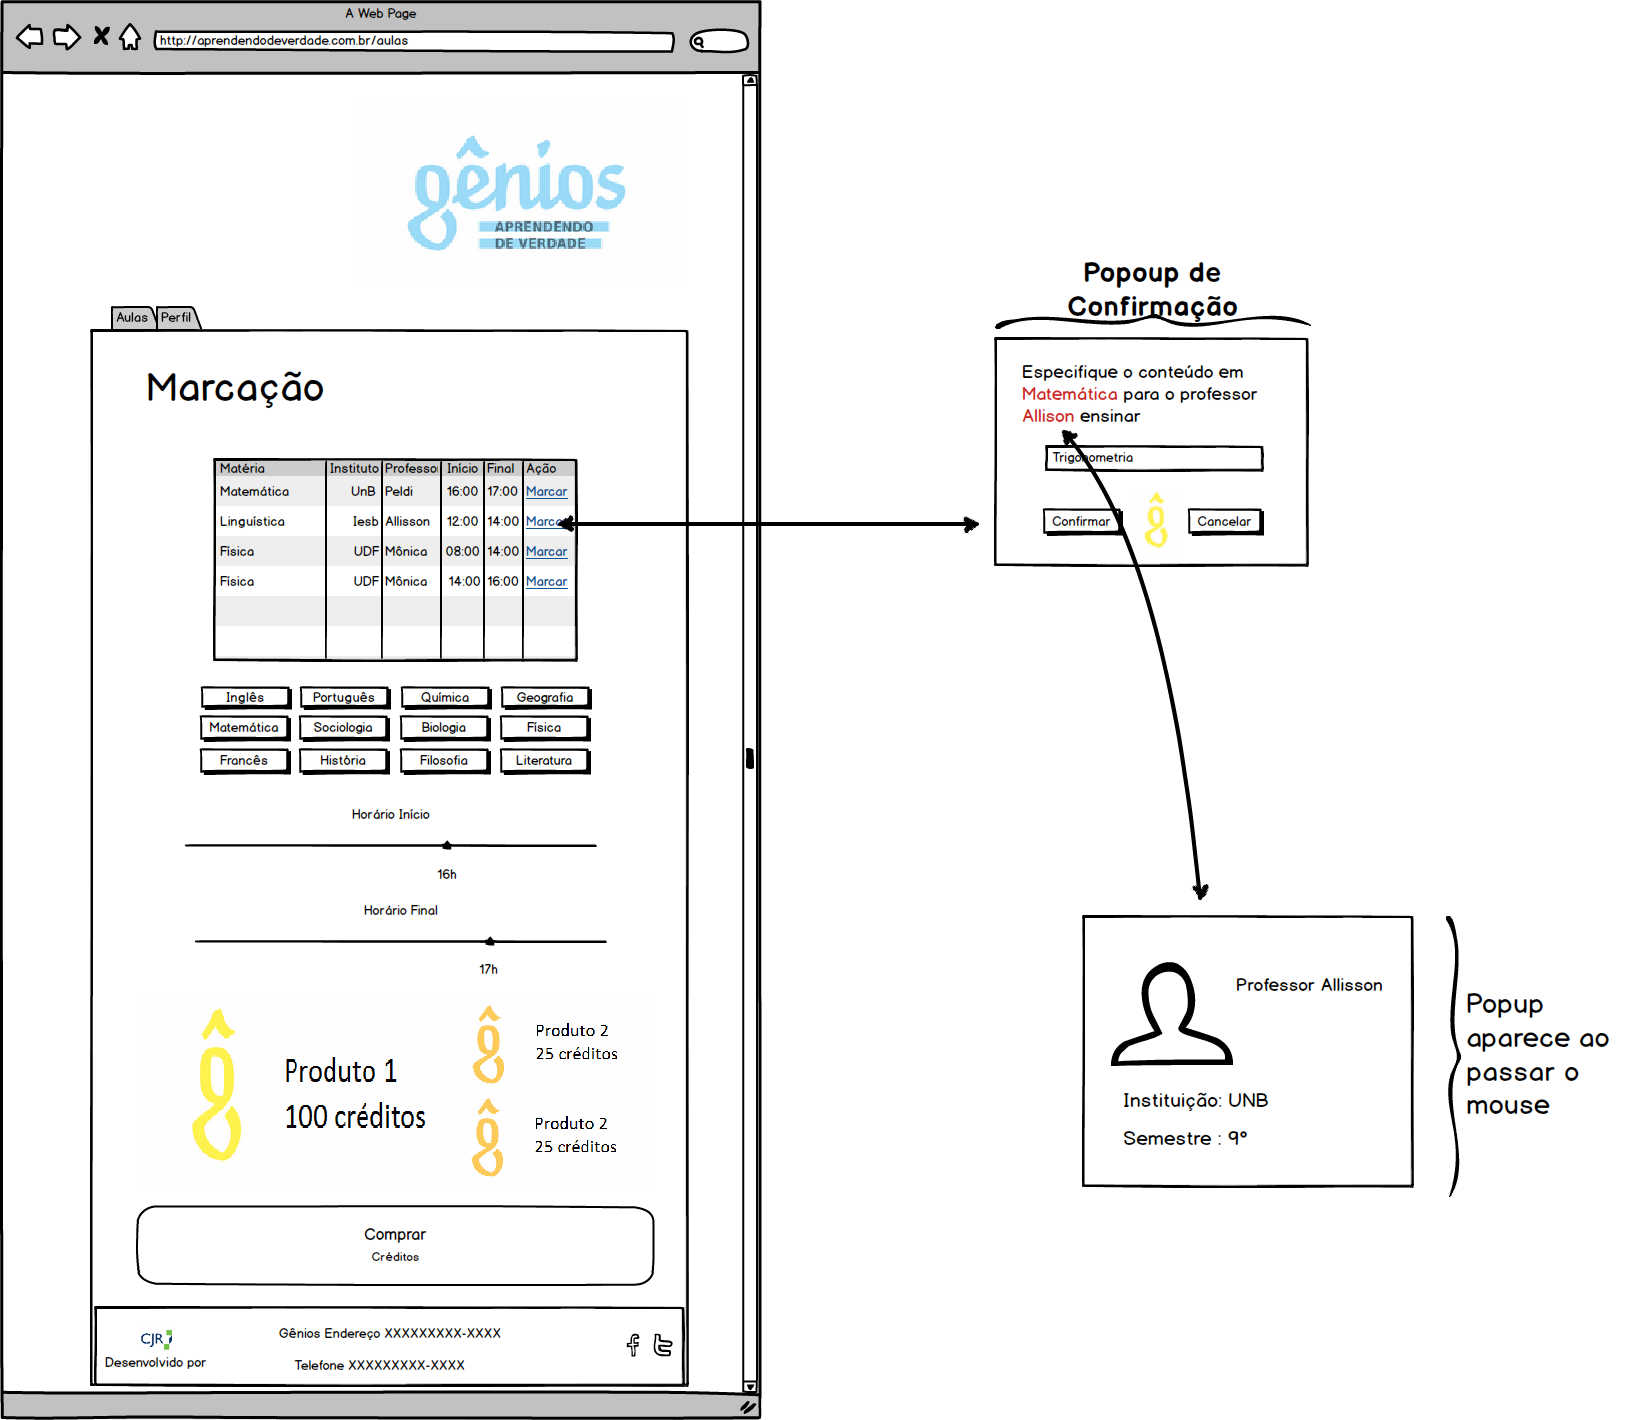 A Web Page
http://aprendendodeverdade.com.br/aulas
gênios
APRENDENDO
DE VERDADE
Aulas Perfil
Marcação
Matéria Instituto Professo Início Final Ação
Matemática UnB Peldi 16:00 17:00 Marcar
Linguística Iesb Allisson 12:00 14:00 Marcar
Física UDF Mônica 08:00 14:00 Marcar
Física UDF Mônica 14:00 16:00 Marcar
Inglês Português Química Geografia
Matemática Sociologia Biologia Física
Francês História Filosofia Literatura
Horário Início
16h
Horário Final
17h
Produto 1
100 créditos
Produto 2
25 créditos
Produto 2
25 créditos
Comprar
Créditos
CJR
Desenvolvido por
Gênios Endereço XXXXXXXXX-XXXX
Telefone XXXXXXXXX-XXXX
Popoup de
Confirmação
Especifique o conteúdo em
Matemática para o professor
Allison ensinar
Trigonometria
Confirmar Cancelar
Professor Allisson
Instituição: UNB
Semestre : 9°
Popup
aparece ao
passar o
mouse